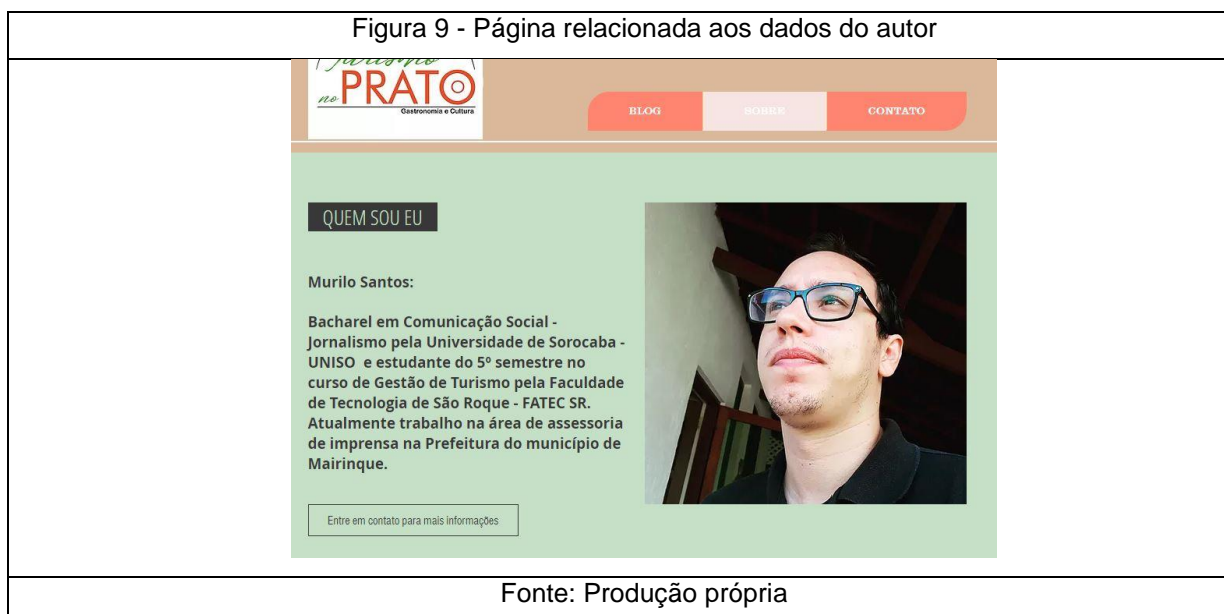 Figura 9 - Página relacionada aos dados do autor
Turismo
no PRATO
Gastronomia e Cultura
BLOG SOBRE CONTATO
QUEM SOU EU
Murilo Santos:
Bacharel em Comunicação Social -
Jornalismo pela Universidade de Sorocaba -
UNISO e estudante do 5º semestre no
curso de Gestão de Turismo pela Faculdade
de Tecnologia de São Roque - FATEC SR.
Atualmente trabalho na área de assessoria
de imprensa na Prefeitura do município de
Mairinque.
Entre em contato para mais informações
Fonte: Produção própria